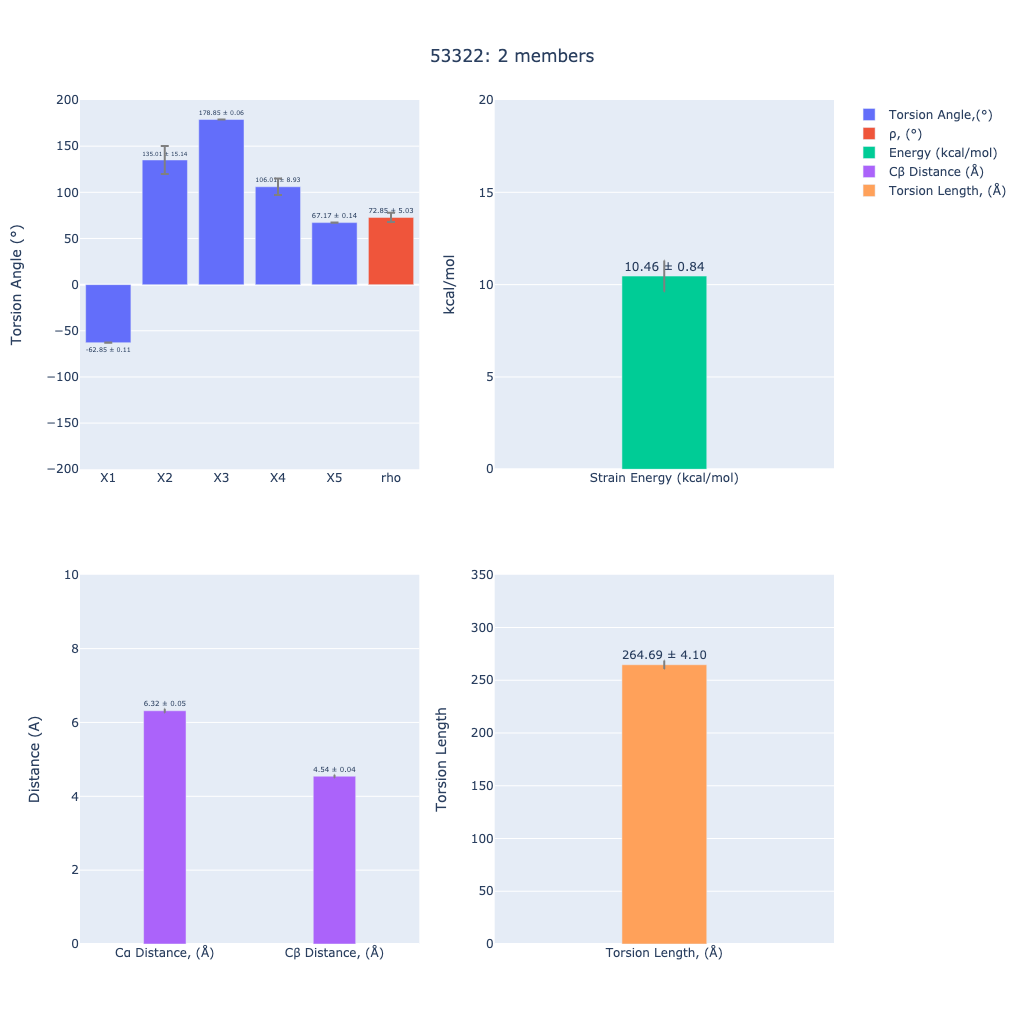 53322: 2 members
Torsion Angle (°)
200
150
100
50
0
−50
−100
−150
−200
-62.85 ± 0.11
135.01 ± 15.14
178.85 ± 0.06
± 8.93
67.17 ± 0.14
72.85 ± 5.03
X1 X2 X3 X4 X5 rho
kcal/mol
20
15
10
5
0
10.46 ± 0.84
Strain Energy (kcal/mol)
Torsion Angle,(°)
ρ, (°)
Energy (kcal/mol)
Cβ Distance (Å)
Torsion Length, (Å)
Distance (A)
10
8
6
4
2
0
6.32 ± 0.05
4.54 ± 0.04
Cα Distance, (Å) Cβ Distance, (Å)
Torsion Length
350
300
250
200
150
100
50
0
264.69 ± 4.10
Torsion Length, (Å)